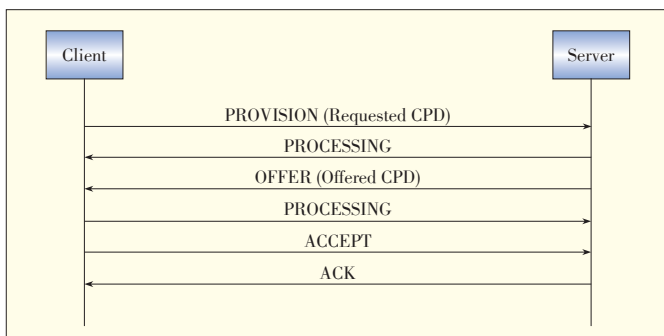 Client
Server
PROVISION (Requested CPD)
PROCESSING
OFFER (Offered CPD)
PROCESSING
ACCEPT
ACK